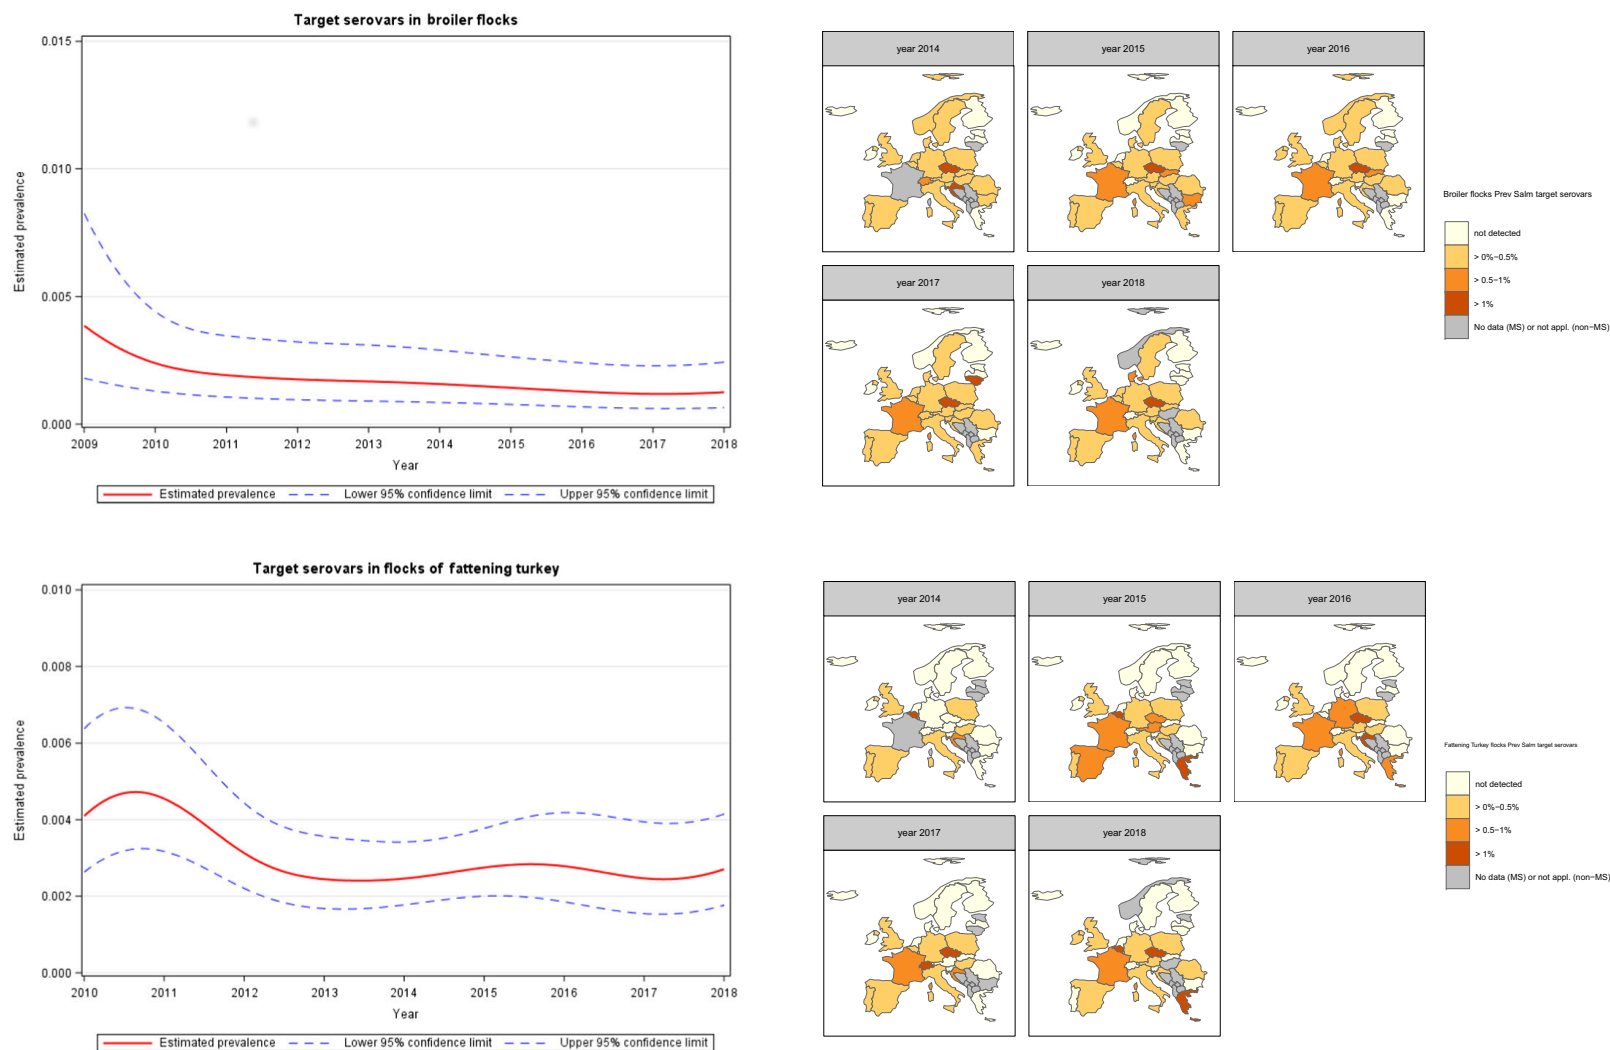 Target serovars in broiler flocks
Estimated prevalence
0.015
0.010
0.005
0.000
2009 2010 2011 2012 2013 2014 2015 2016 2017 2018
Year
Estimated prevalence Lower 95% confidence limit Upper 95% confidence limit
year 2014 year 2015 year 2016
year 2017 year 2018
Broiler flocks Prev Salm target serovars
not detected
> 0%−0.5%
> 0.5−1%
> 1%
No data (MS) or not appl. (non−MS)
Target serovars in flocks of fattening turkey
Estimated prevalence
0.010
0.008
0.006
0.004
0.002
0.000
2010 2011 2012 2013 2014 2015 2016 2017 2018
Year
Estimated prevalence Lower 95% confidence limit Upper 95% confidence limit
year 2014 year 2015 year 2016
year 2017 year 2018
Fattening Turkey flocks Prev Salm target serovars
not detected
> 0%−0.5%
> 0.5−1%
> 1%
No data (MS) or not appl. (non−MS)